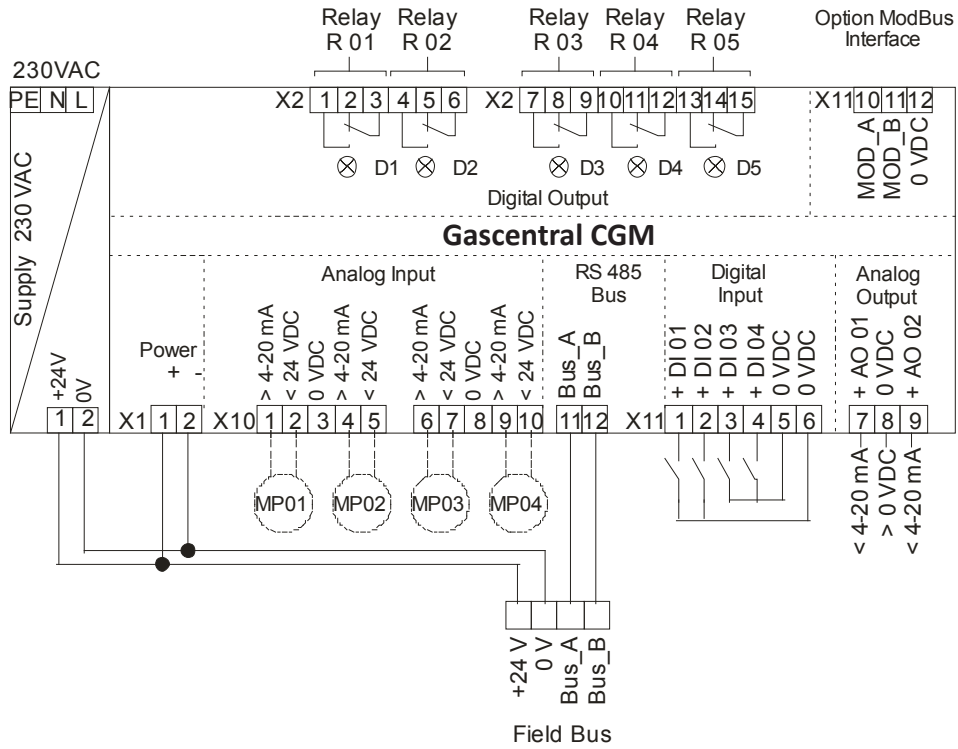 Relay Relay Relay Relay Relay Option ModBus
R 01 R 02 R 03 R 04 R 05 Interface
230VAC
PE N L X2 1 2 3 4 5 6 X2 7 8 9 10 11 12 13 14 15 X11 10 11 12
D1 D2 D3 D4 D5
MOD_A
MOD_B
0 VDC
Digital Output
Supply 230 VAC
Gascentral CGM
Analog Input
RS 485
Bus
Digital
Input
Analog
Output
+24V
0V
Power
+ -
> 4-20 mA
< 24 VDC
0 VDC
> 4-20 mA
< 24 VDC
> 4-20 mA
< 24 VDC
0 VDC
> 4-20 mA
< 24 VDC
Bus_A
Bus_B
+ DI 01
+ DI 02
+ DI 03
+ DI 04
0 VDC
0 VDC
+ AO 01
0 VDC
+ AO 02
1 2 X1 1 2 X10 1 2 3 4 5 6 7 8 9 10 11 12 X11 1 2 3 4 5 6 7 8 9
MP01 MP02 MP03 MP04
< 4-20 mA
> 0 VDC
< 4-20 mA
+24 V
0 V
Bus_A
Bus_B
Field Bus